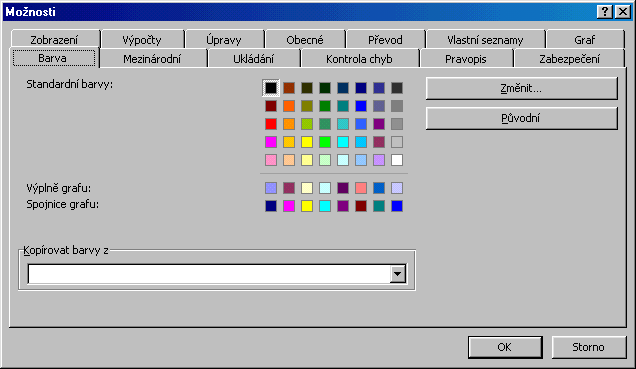 Možnosti
Zobrazení Výpočty Úpravy Obecné Převod Vlastní seznamy Graf
Barva Mezinárodní Ukládání Kontrola chyb Pravopis Zabezpečení
Standardní barvy:
Změnit...
Původní
Výplně grafu:
Spojnice grafu:
Kopírovat barvy z
OK Storno